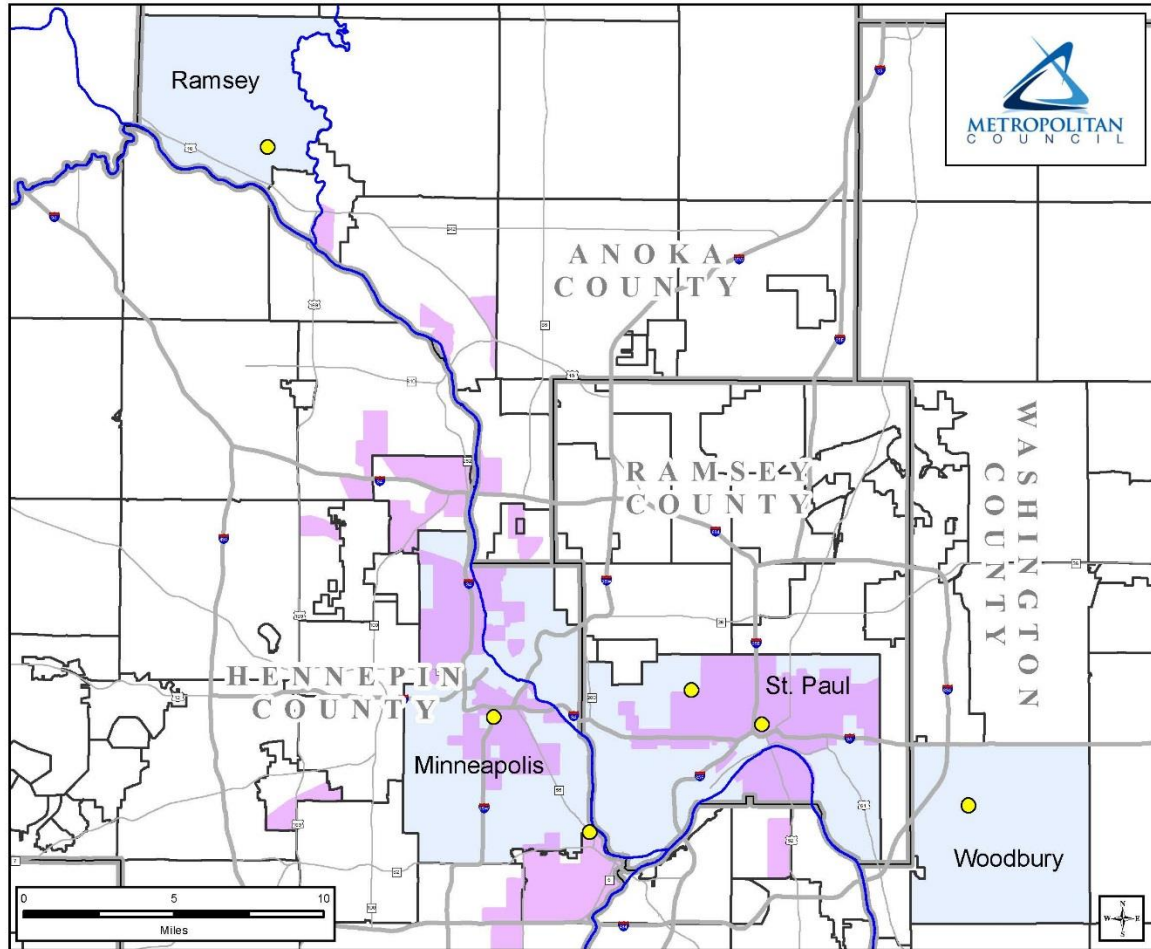 Ramsey
METROPOLITAN
COUNCIL
ANOKA
COUNTY
RAMSEY
COUNTY
WASHINGTON
COUNTY
HENNEPIN
COUNTY
St. Paul
Minneapolis
Woodbury
0 5 10
Miles
N
W E
S